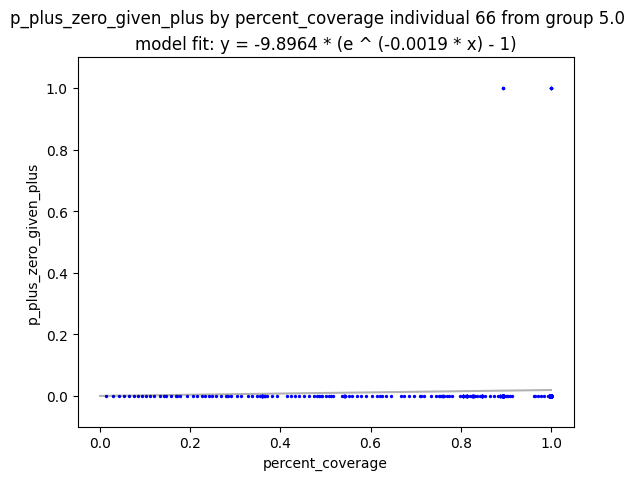 p_plus_zero_given_plus by percent_coverage individual 66 from group 5.0
model fit: y = -9.8964 * (e ^ (-0.0019 * x) - 1)
1.0
0.8
0.6
0.4
0.2
0.0
p_plus_zero_given_plus
0.0 0.2 0.4 0.6 0.8 1.0
percent_coverage